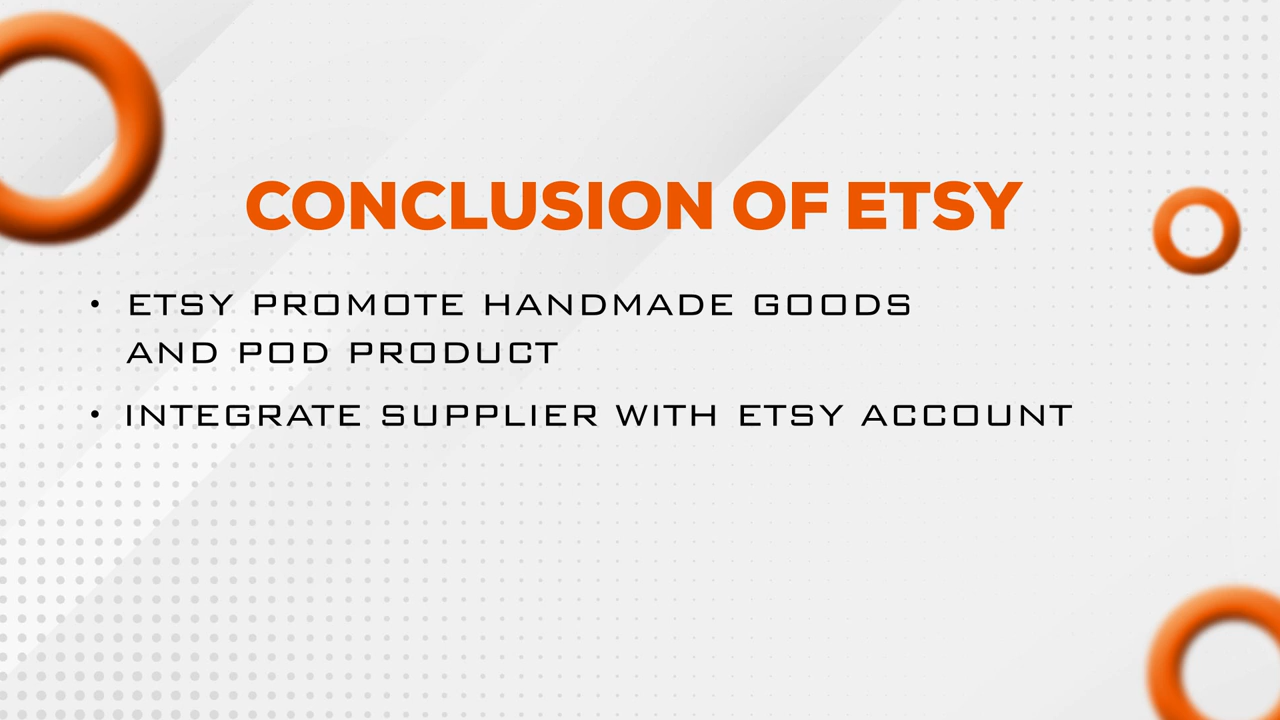 CONCLUSION OF ETSY
• ETSY PROMOTE HANDMADE GOODS
AND POD PRODUCT
• INTEGRATE SUPPLIER WITH ETSY ACCOUNT